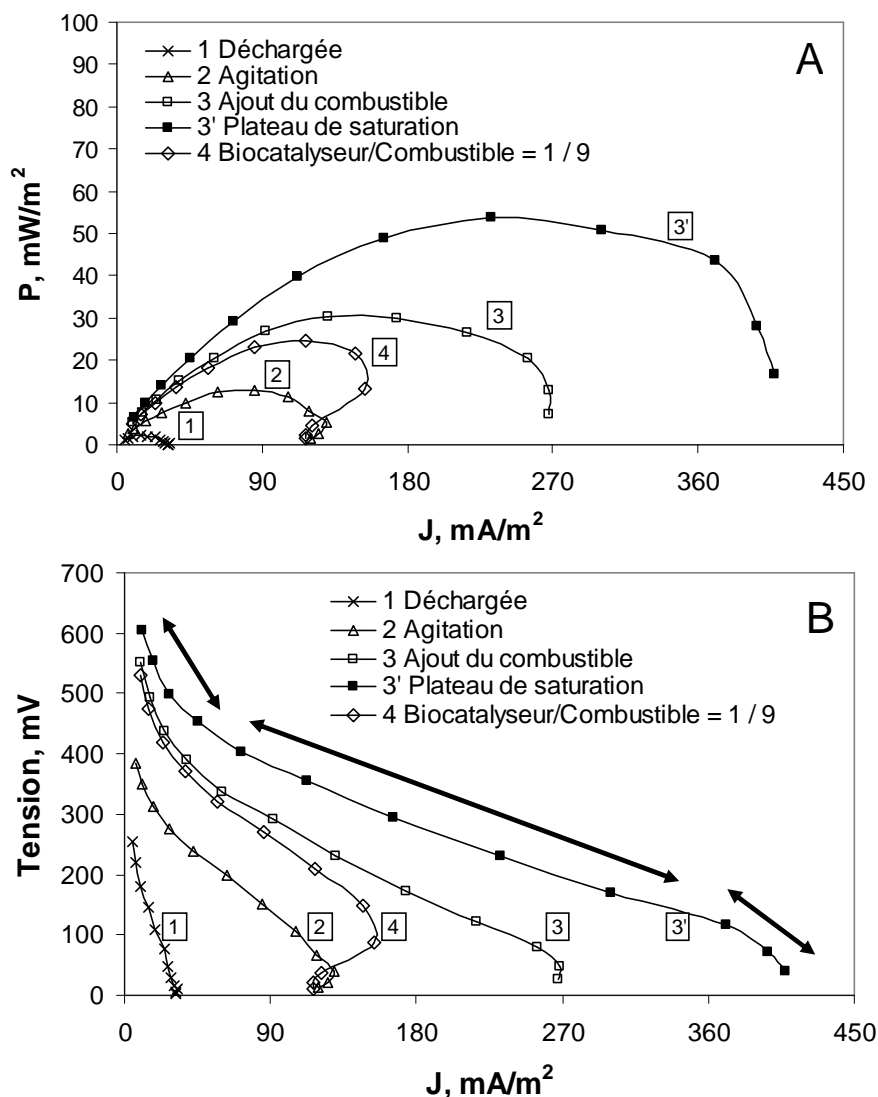 A
1 Déchargée
2 Agitation
3 Ajout du combustible
3' Plateau de saturation
4 Biocatalyseur/Combustible = 1 / 9
100
90
80
70
60
50
40
30
20
10
0
P, mW/m²
3'
3
4
2
1
0 90 180 270 360 450
J, mA/m²
B
1 Déchargée
2 Agitation
3 Ajout du combustible
3' Plateau de saturation
4 Biocatalyseur/Combustible = 1 / 9
700
600
500
400
300
200
100
0
Tension, mV
1
2
4
3
3'
0 90 180 270 360 450
J, mA/m²